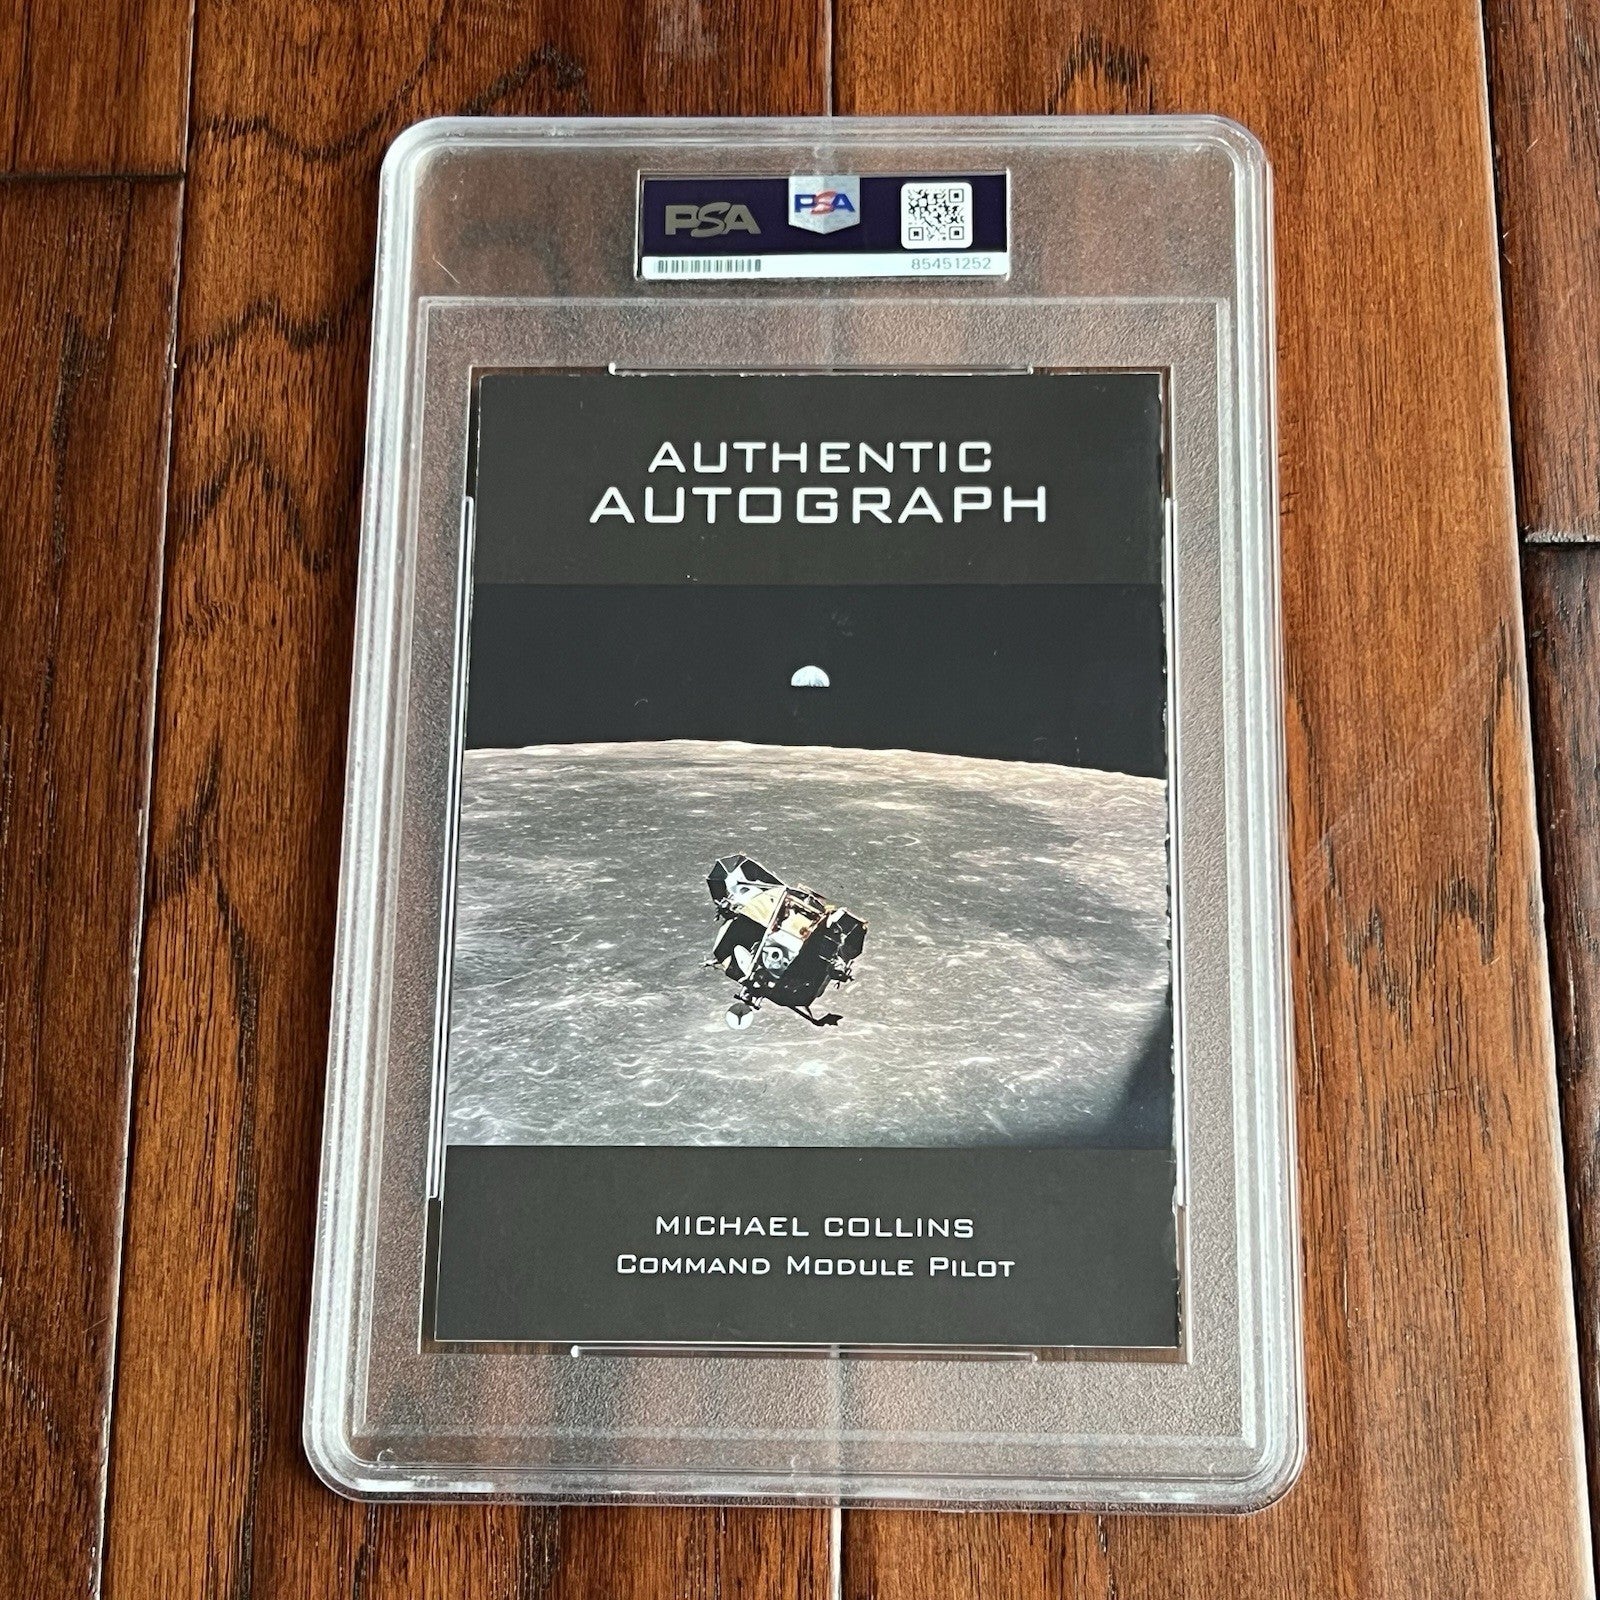 PSA
PSA
85451252
AUTHENTIC
AUTOGRAPH
MICHAEL COLLINS
COMMAND MODULE PILOT